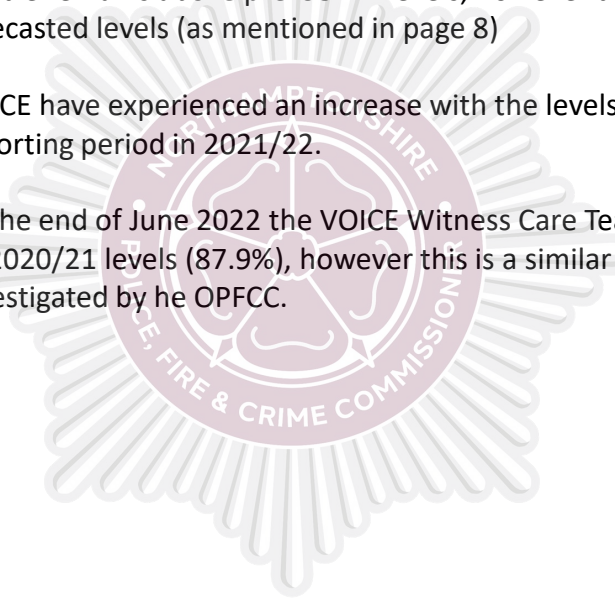 ecasted levels (as mentioned in page 8)
CE have experienced an increase with the levels
orting period in 2021/22.
he end of June 2022 the VOICE Witness Care Tea
2020/21 levels (87.9%), however this is a similar
estigated by he OPFCC.
NORTHAMPTONSHIRE
POLICE, FIRE & CRIME COMMISSIONER